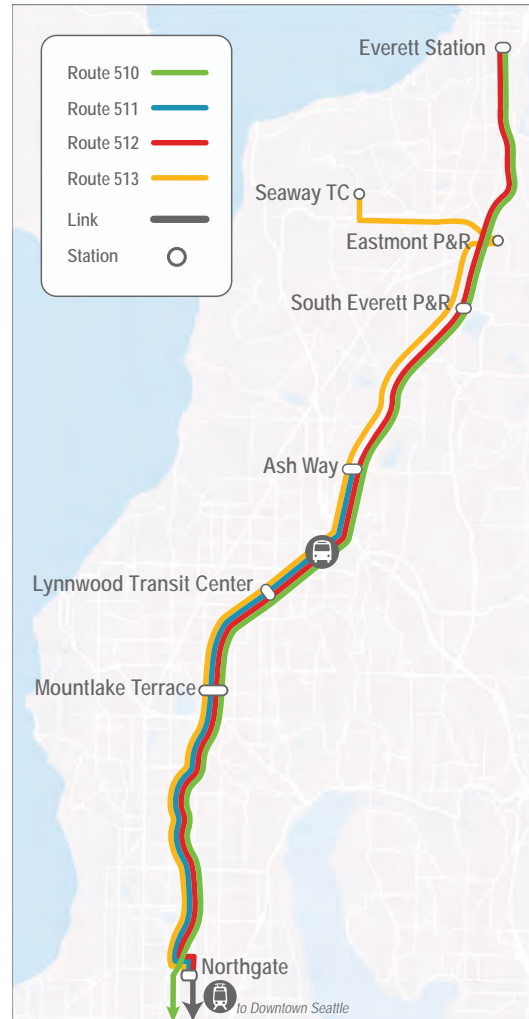 Everett Station
Route 510
Route 511
Route 512
Route 513
Link
Station
Seaway TC
Eastmont P&R
South Everett P&R
Ash Way
Lynnwood Transit Center
Mountlake Terrace
Northgate
to Downtown Seattle